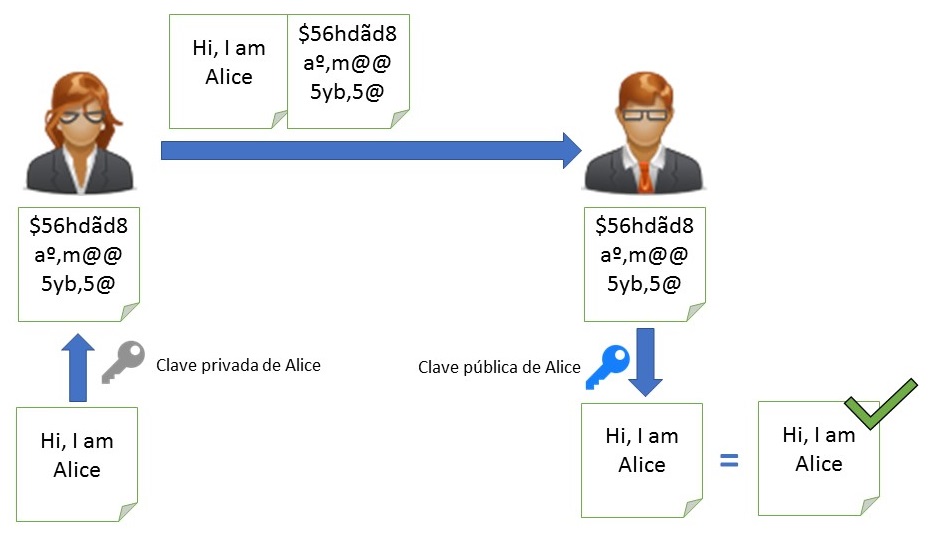 Hi, I am
Alice
$56hdãd8
aº,m@@
5yb,5@
$56hdãd8
aº,m@@
5yb,5@
$56hdãd8
aº,m@@
5yb,5@
Clave privada de Alice
Clave pública de Alice
Hi, I am
Alice
Hi, I am
Alice
=
Hi, I am
Alice